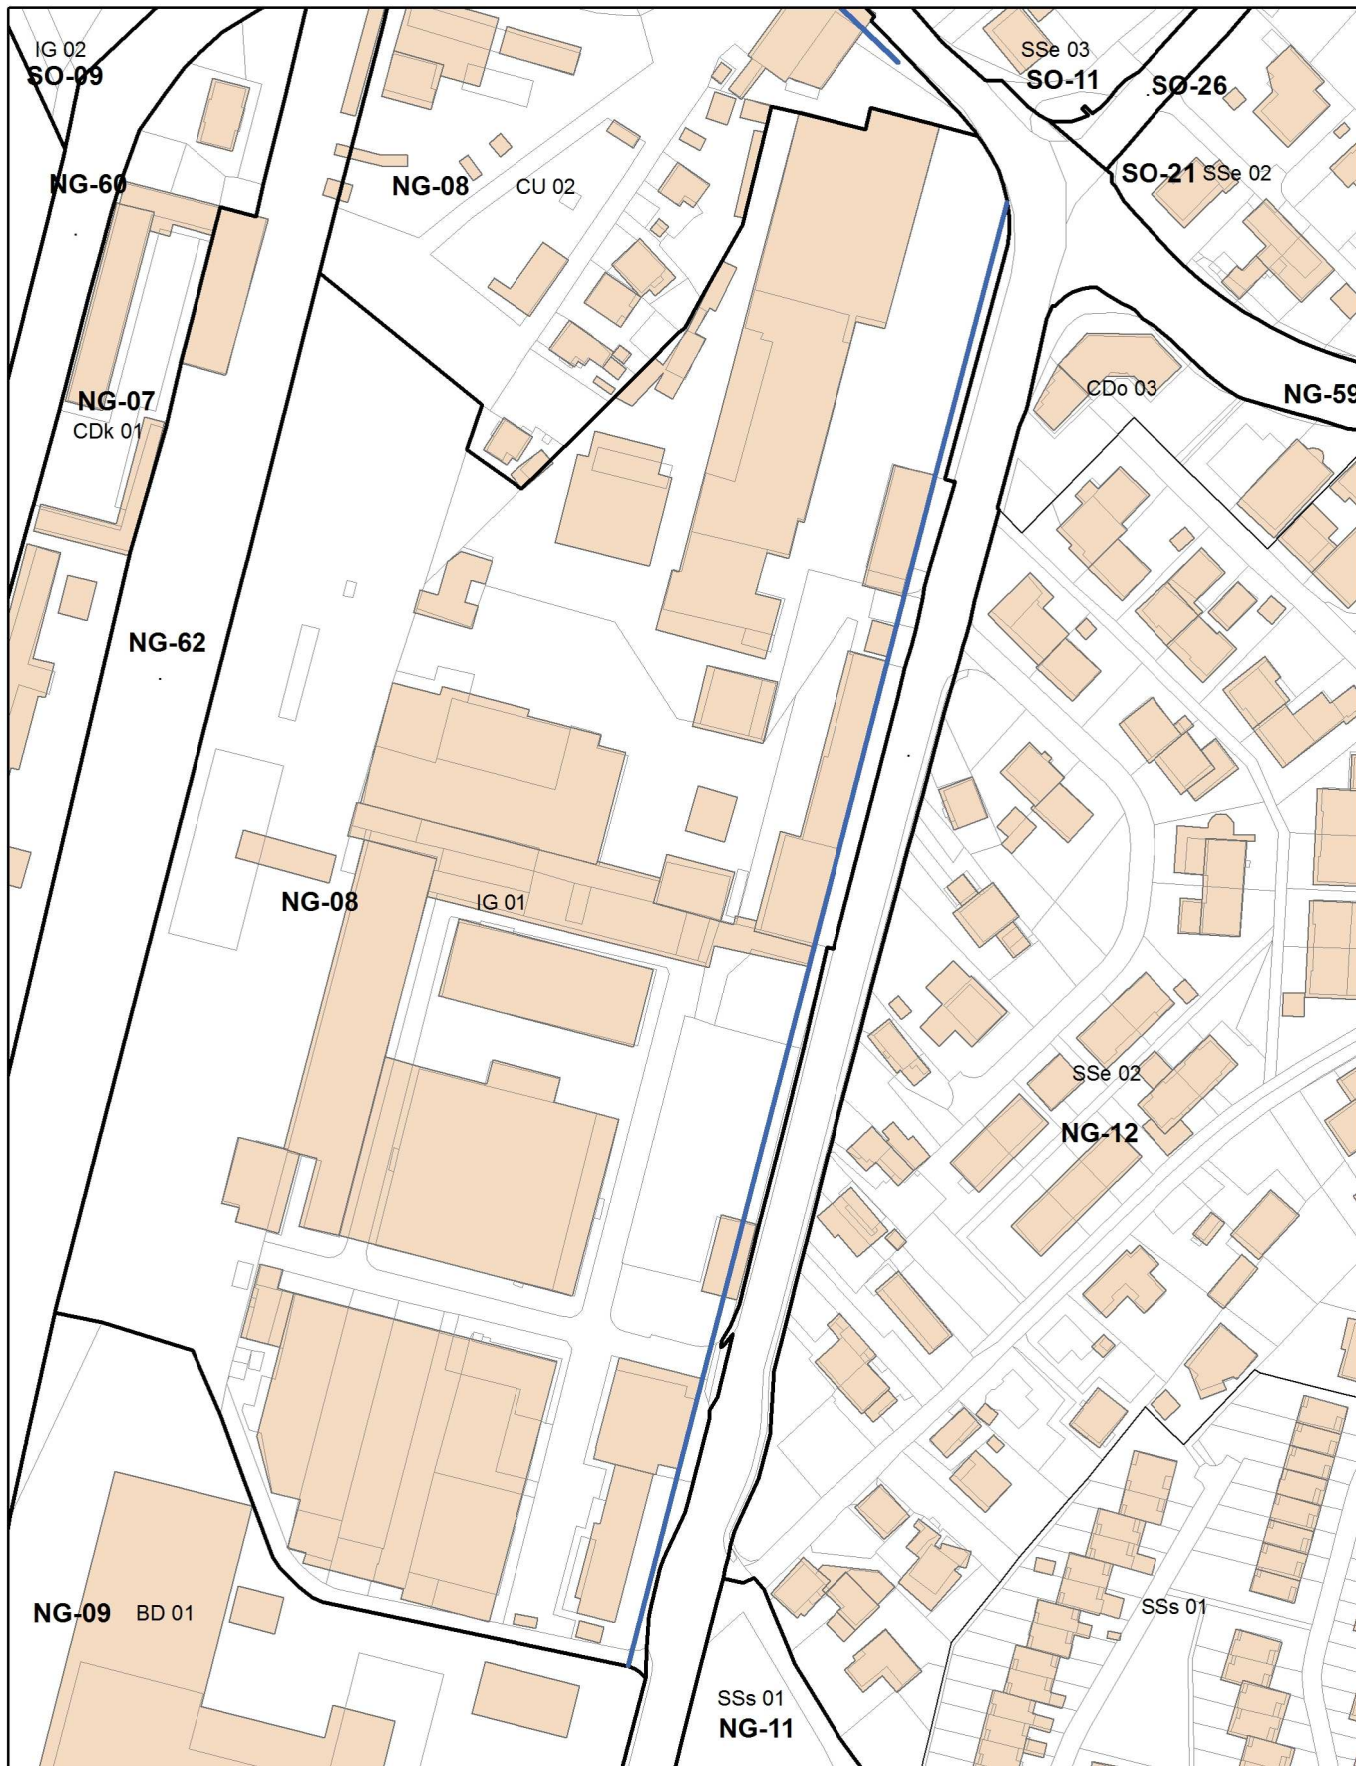 IG 02
SO-09
SSe 03
SO-11
SO-26
NG-60
NG-08
CU 02
SO-21 SSe 02
NG-07
CDk 01
CDo 03
NG-59
NG-62
NG-08
IG 01
SSe 02
NG-12
NG-09 BD 01
SSs 01
SSs 01
NG-11